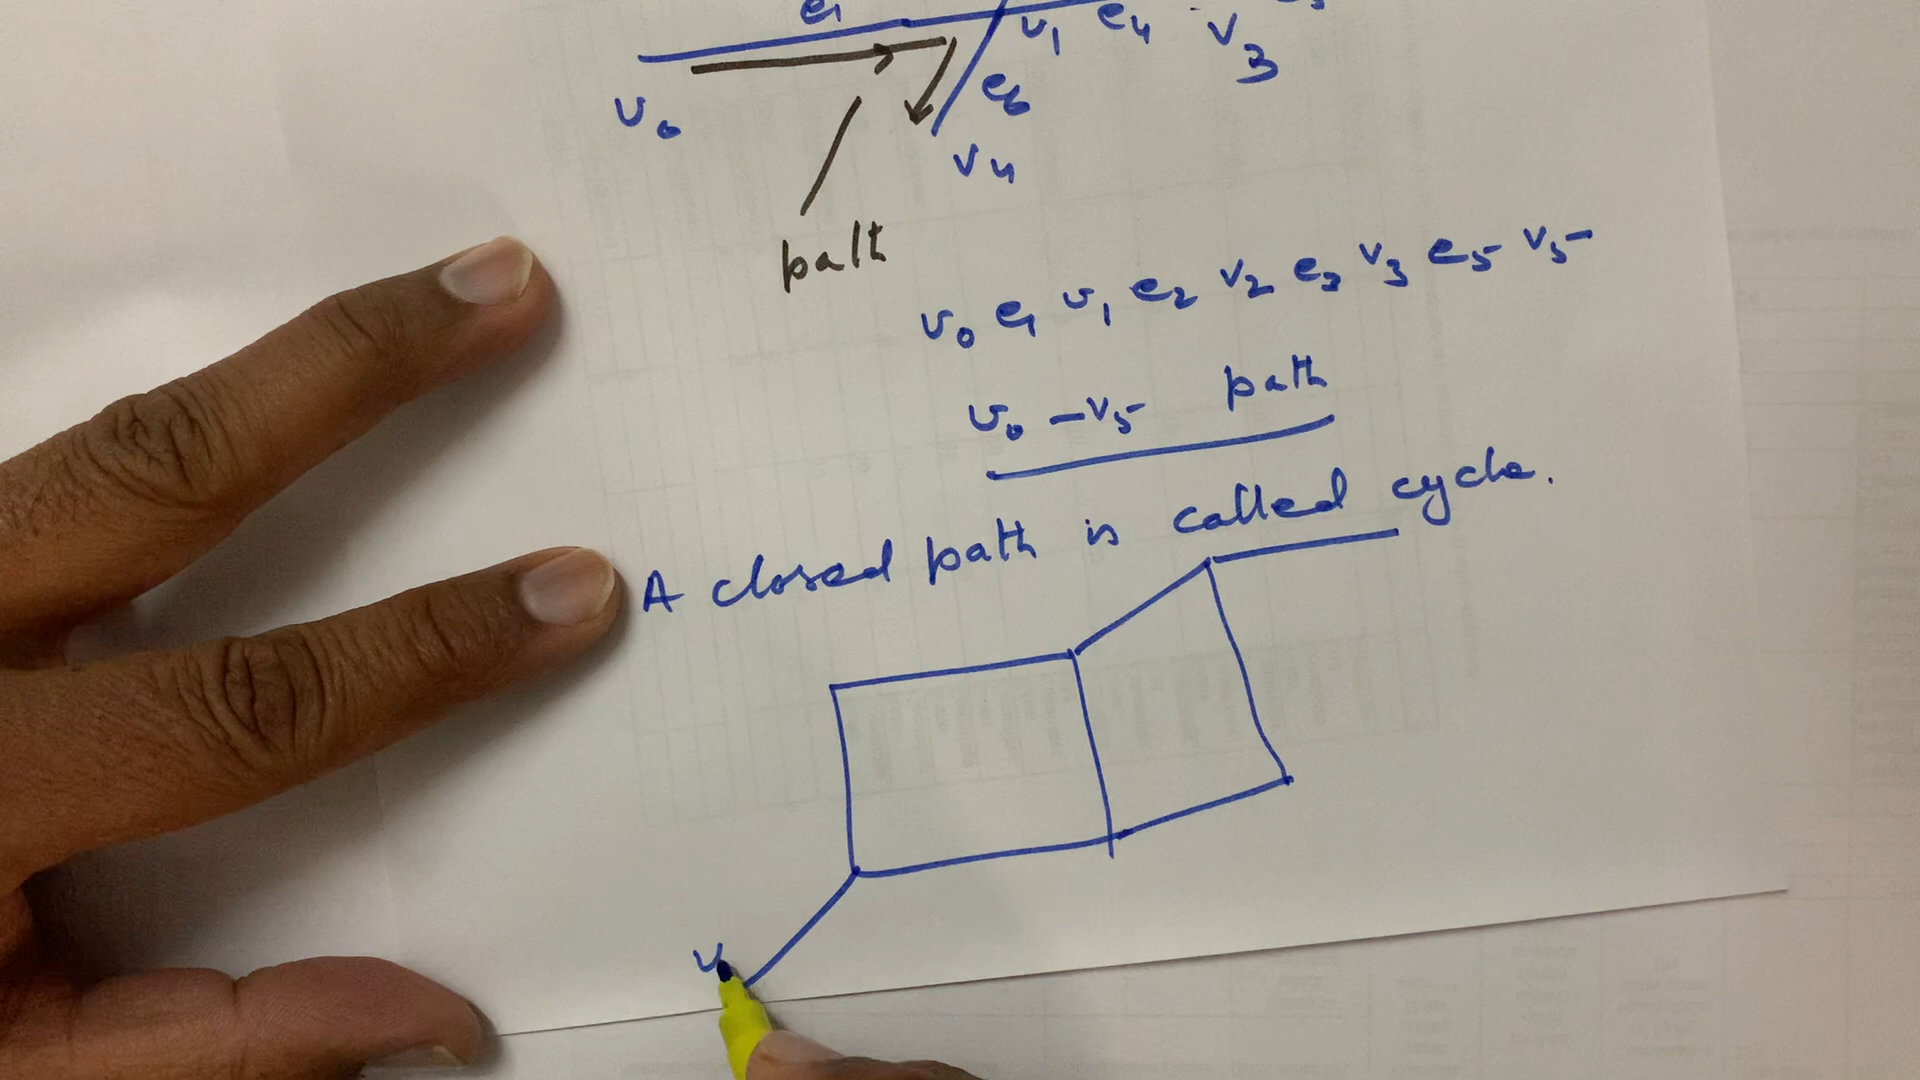 e₁
v₁ e₄ v₃
v₀
e₆
v₄
path
v₀ e₁ v₁ e₂ v₂ e₃ v₃ e₅ v₅
v₀ – v₅ path
A closed path is called cycle.
v